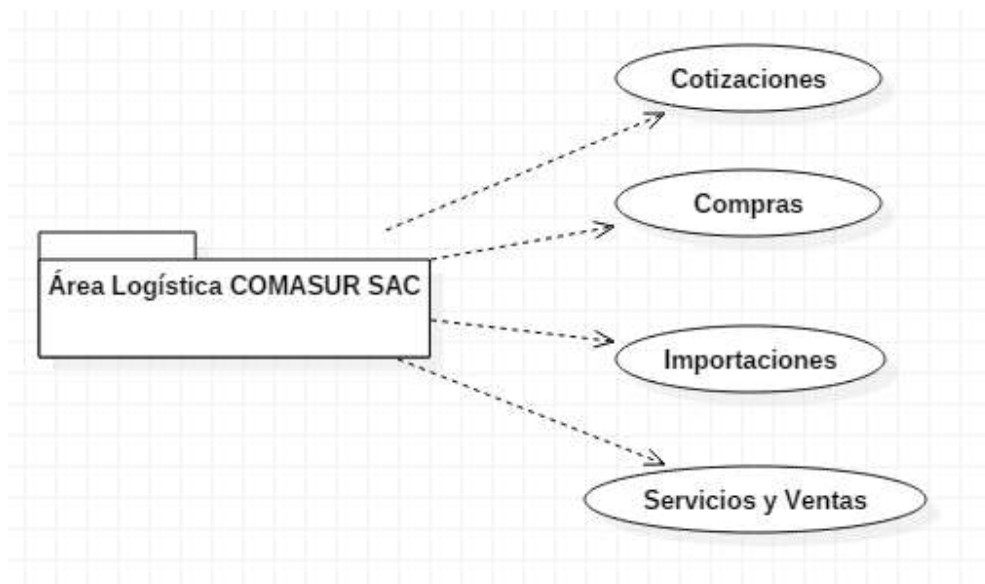 Cotizaciones
Compras
Área Logística COMASUR SAC
Importaciones
Servicios y Ventas